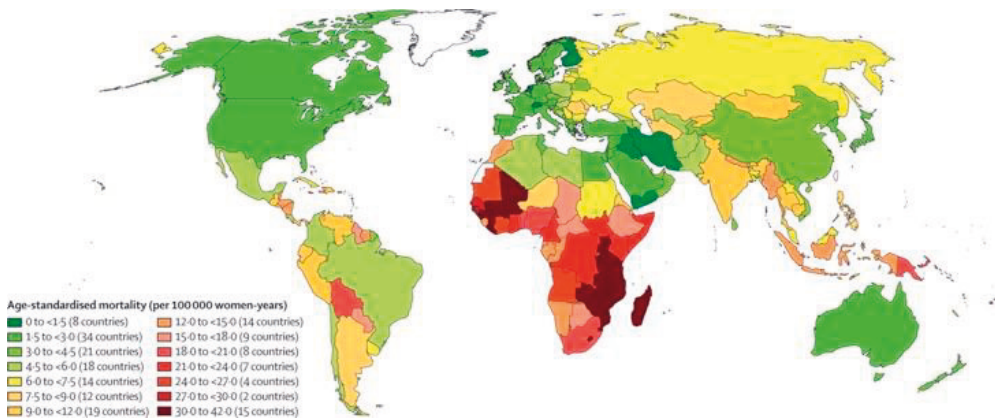 Age-standardised mortality (per 100 000 women-years)
0 to <1·5 (8 countries)
1·5 to <3·0 (34 countries)
3·0 to <4·5 (21 countries)
4·5 to <6·0 (18 countries)
6·0 to <7·5 (14 countries)
7·5 to <9·0 (12 countries)
9·0 to <12·0 (19 countries)
12·0 to <15·0 (14 countries)
15·0 to <18·0 (9 countries)
18·0 to <21·0 (8 countries)
21·0 to <24·0 (7 countries)
24·0 to <27·0 (4 countries)
27·0 to <30·0 (2 countries)
30·0 to 42·0 (15 countries)